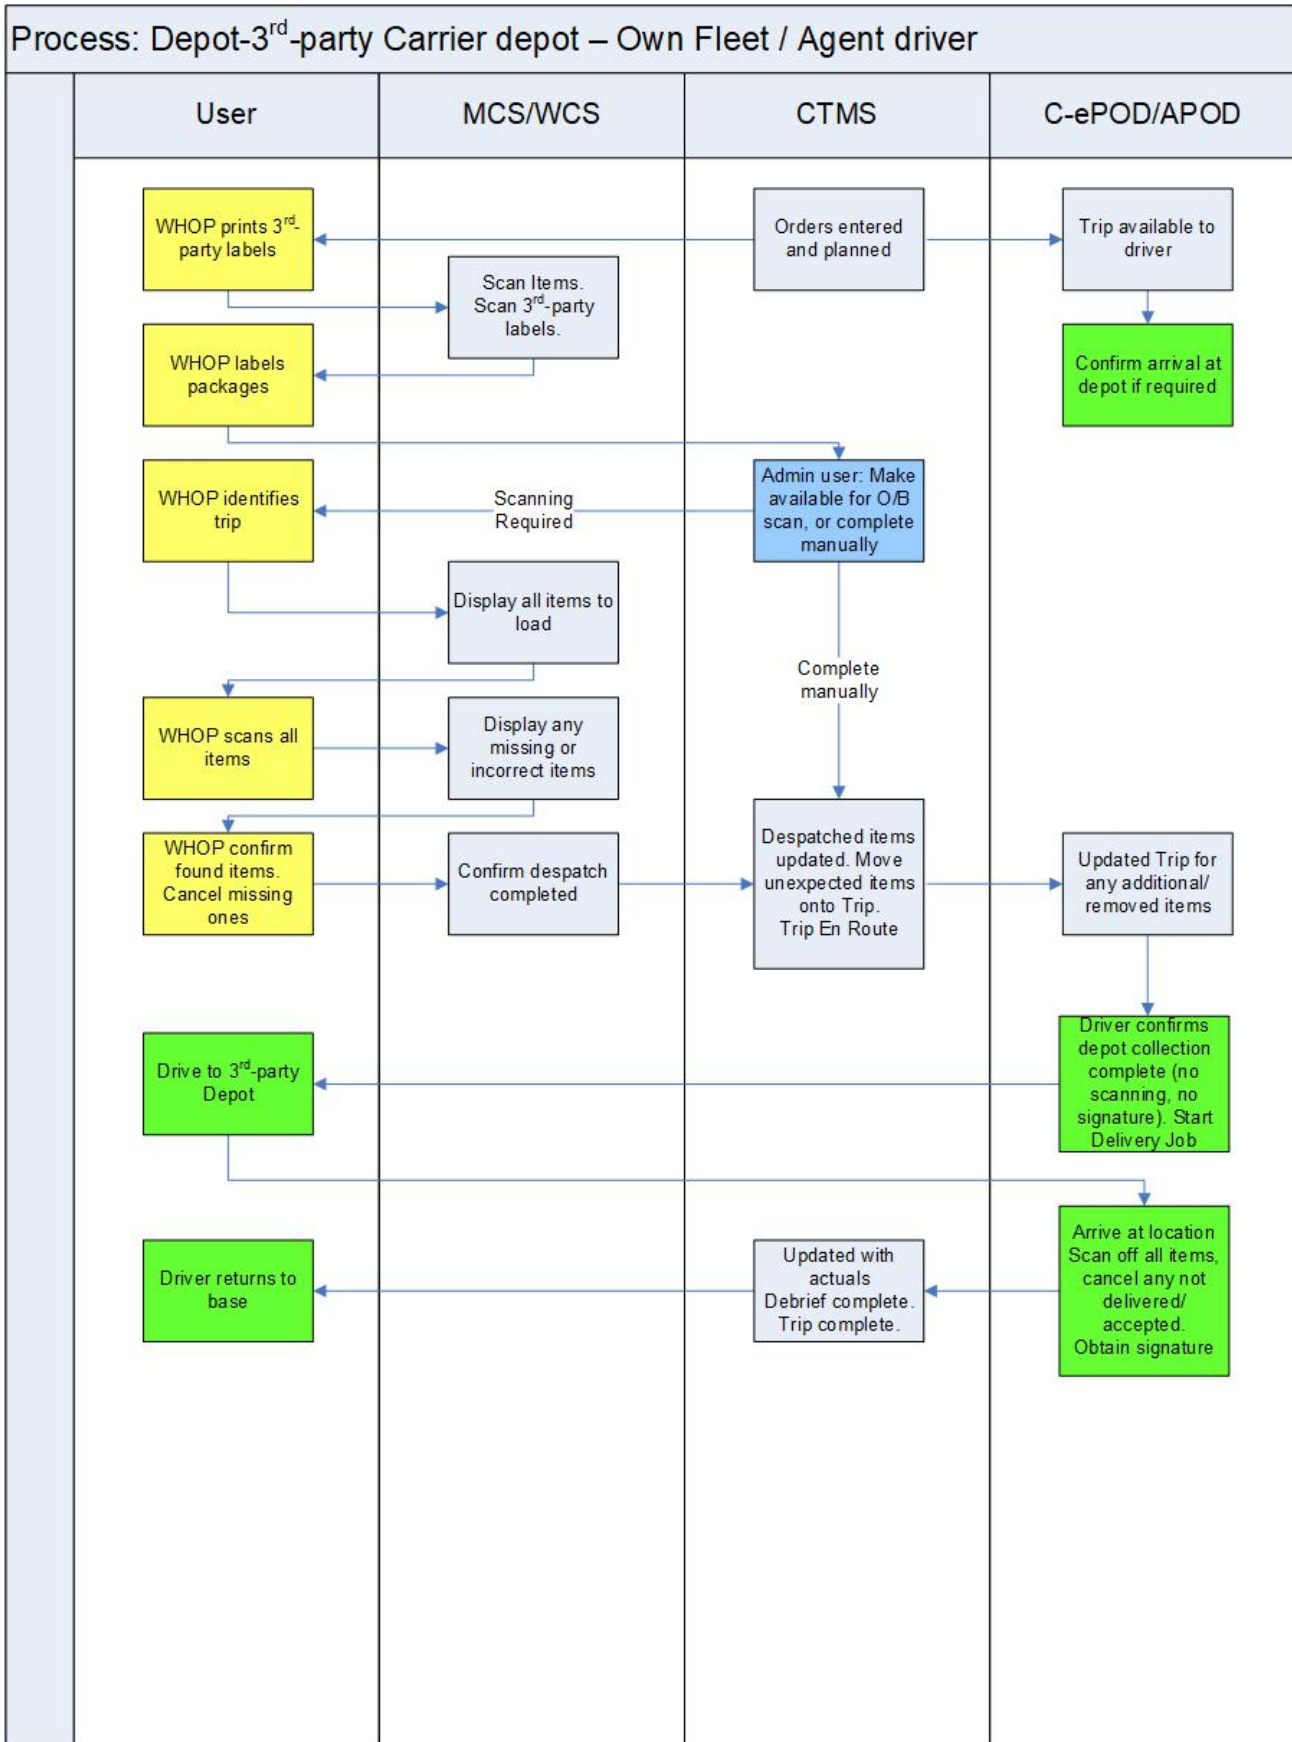 Process: Depot-3rd-party Carrier depot – Own Fleet / Agent driver
User
MCS/WCS
CTMS
C-ePOD/APOD
WHOP prints 3rd-
party labels
Orders entered
and planned
Trip available to
driver
Scan Items.
Scan 3rd-party
labels.
WHOP labels
packages
Confirm arrival at
depot if required
WHOP identifies
trip
Scanning
Required
Admin user: Make
available for O/B
scan, or complete
manually
Display all items to
load
Complete
manually
WHOP scans all
items
Display any
missing or
incorrect items
WHOP confirm
found items.
Cancel missing
ones
Confirm despatch
completed
Despatched items
updated. Move
unexpected items
onto Trip.
Trip En Route
Updated Trip for
any additional/
removed items
Drive to 3rd-party
Depot
Driver confirms
depot collection
complete (no
scanning, no
signature). Start
Delivery Job
Driver returns to
base
Updated with
actuals
Debrief complete.
Trip complete.
Arrive at location
Scan off all items,
cancel any not
delivered/
accepted.
Obtain signature